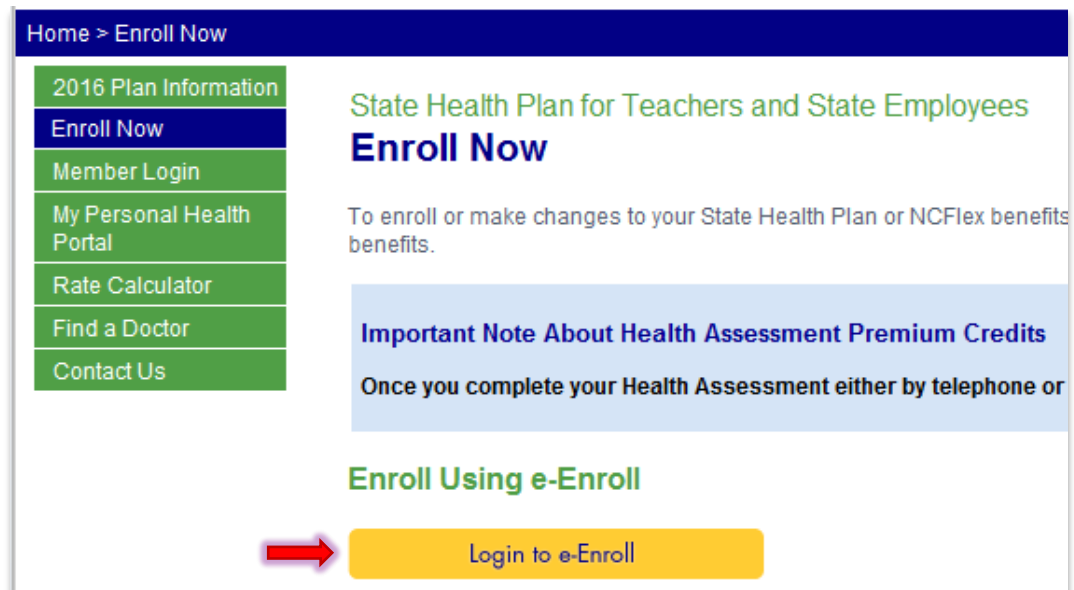 Home > Enroll Now
2016 Plan Information
Enroll Now
Member Login
My Personal Health
Portal
Rate Calculator
Find a Doctor
Contact Us
State Health Plan for Teachers and State Employees
Enroll Now
To enroll or make changes to your State Health Plan or NCFlex benefits
benefits.
Important Note About Health Assessment Premium Credits
Once you complete your Health Assessment either by telephone or
Enroll Using e-Enroll
Login to e-Enroll